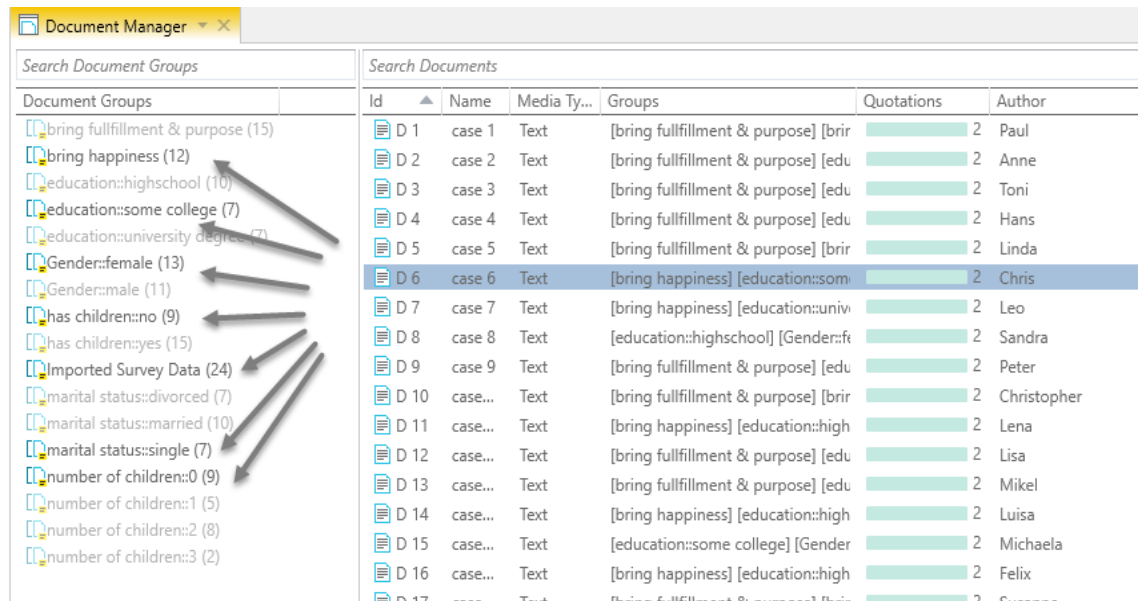 Document Manager
Search Document Groups
Document Groups
bring fullfillment & purpose (15)
bring happiness (12)
education::highschool (10)
education::some college (7)
education::university degree (7)
Gender::female (13)
Gender::male (11)
has children::no (9)
has children::yes (15)
Imported Survey Data (24)
marital status::divorced (7)
marital status::married (10)
marital status::single (7)
number of children::0 (9)
number of children::1 (5)
number of children::2 (8)
number of children::3 (2)
Search Documents
Id Name Media Ty... Groups Quotations Author
D 1 case 1 Text [bring fullfillment & purpose] [brir 2 Paul
D 2 case 2 Text [bring fullfillment & purpose] [edu 2 Anne
D 3 case 3 Text [bring fullfillment & purpose] [edu 2 Toni
D 4 case 4 Text [bring fullfillment & purpose] [edu 2 Hans
D 5 case 5 Text [bring fullfillment & purpose] [brir 2 Linda
D 6 case 6 Text [bring happiness] [education::som 2 Chris
D 7 case 7 Text [bring happiness] [education::univ 2 Leo
D 8 case 8 Text [education::highschool] [Gender::fe 2 Sandra
D 9 case 9 Text [bring fullfillment & purpose] [edu 2 Peter
D 10 case... Text [bring fullfillment & purpose] [brir 2 Christopher
D 11 case... Text [bring happiness] [education::high 2 Lena
D 12 case... Text [bring fullfillment & purpose] [edu 2 Lisa
D 13 case... Text [bring fullfillment & purpose] [edu 2 Mikel
D 14 case... Text [bring happiness] [education::high 2 Luisa
D 15 case... Text [education::some college] [Gender 2 Michaela
D 16 case... Text [bring happiness] [education::high 2 Felix